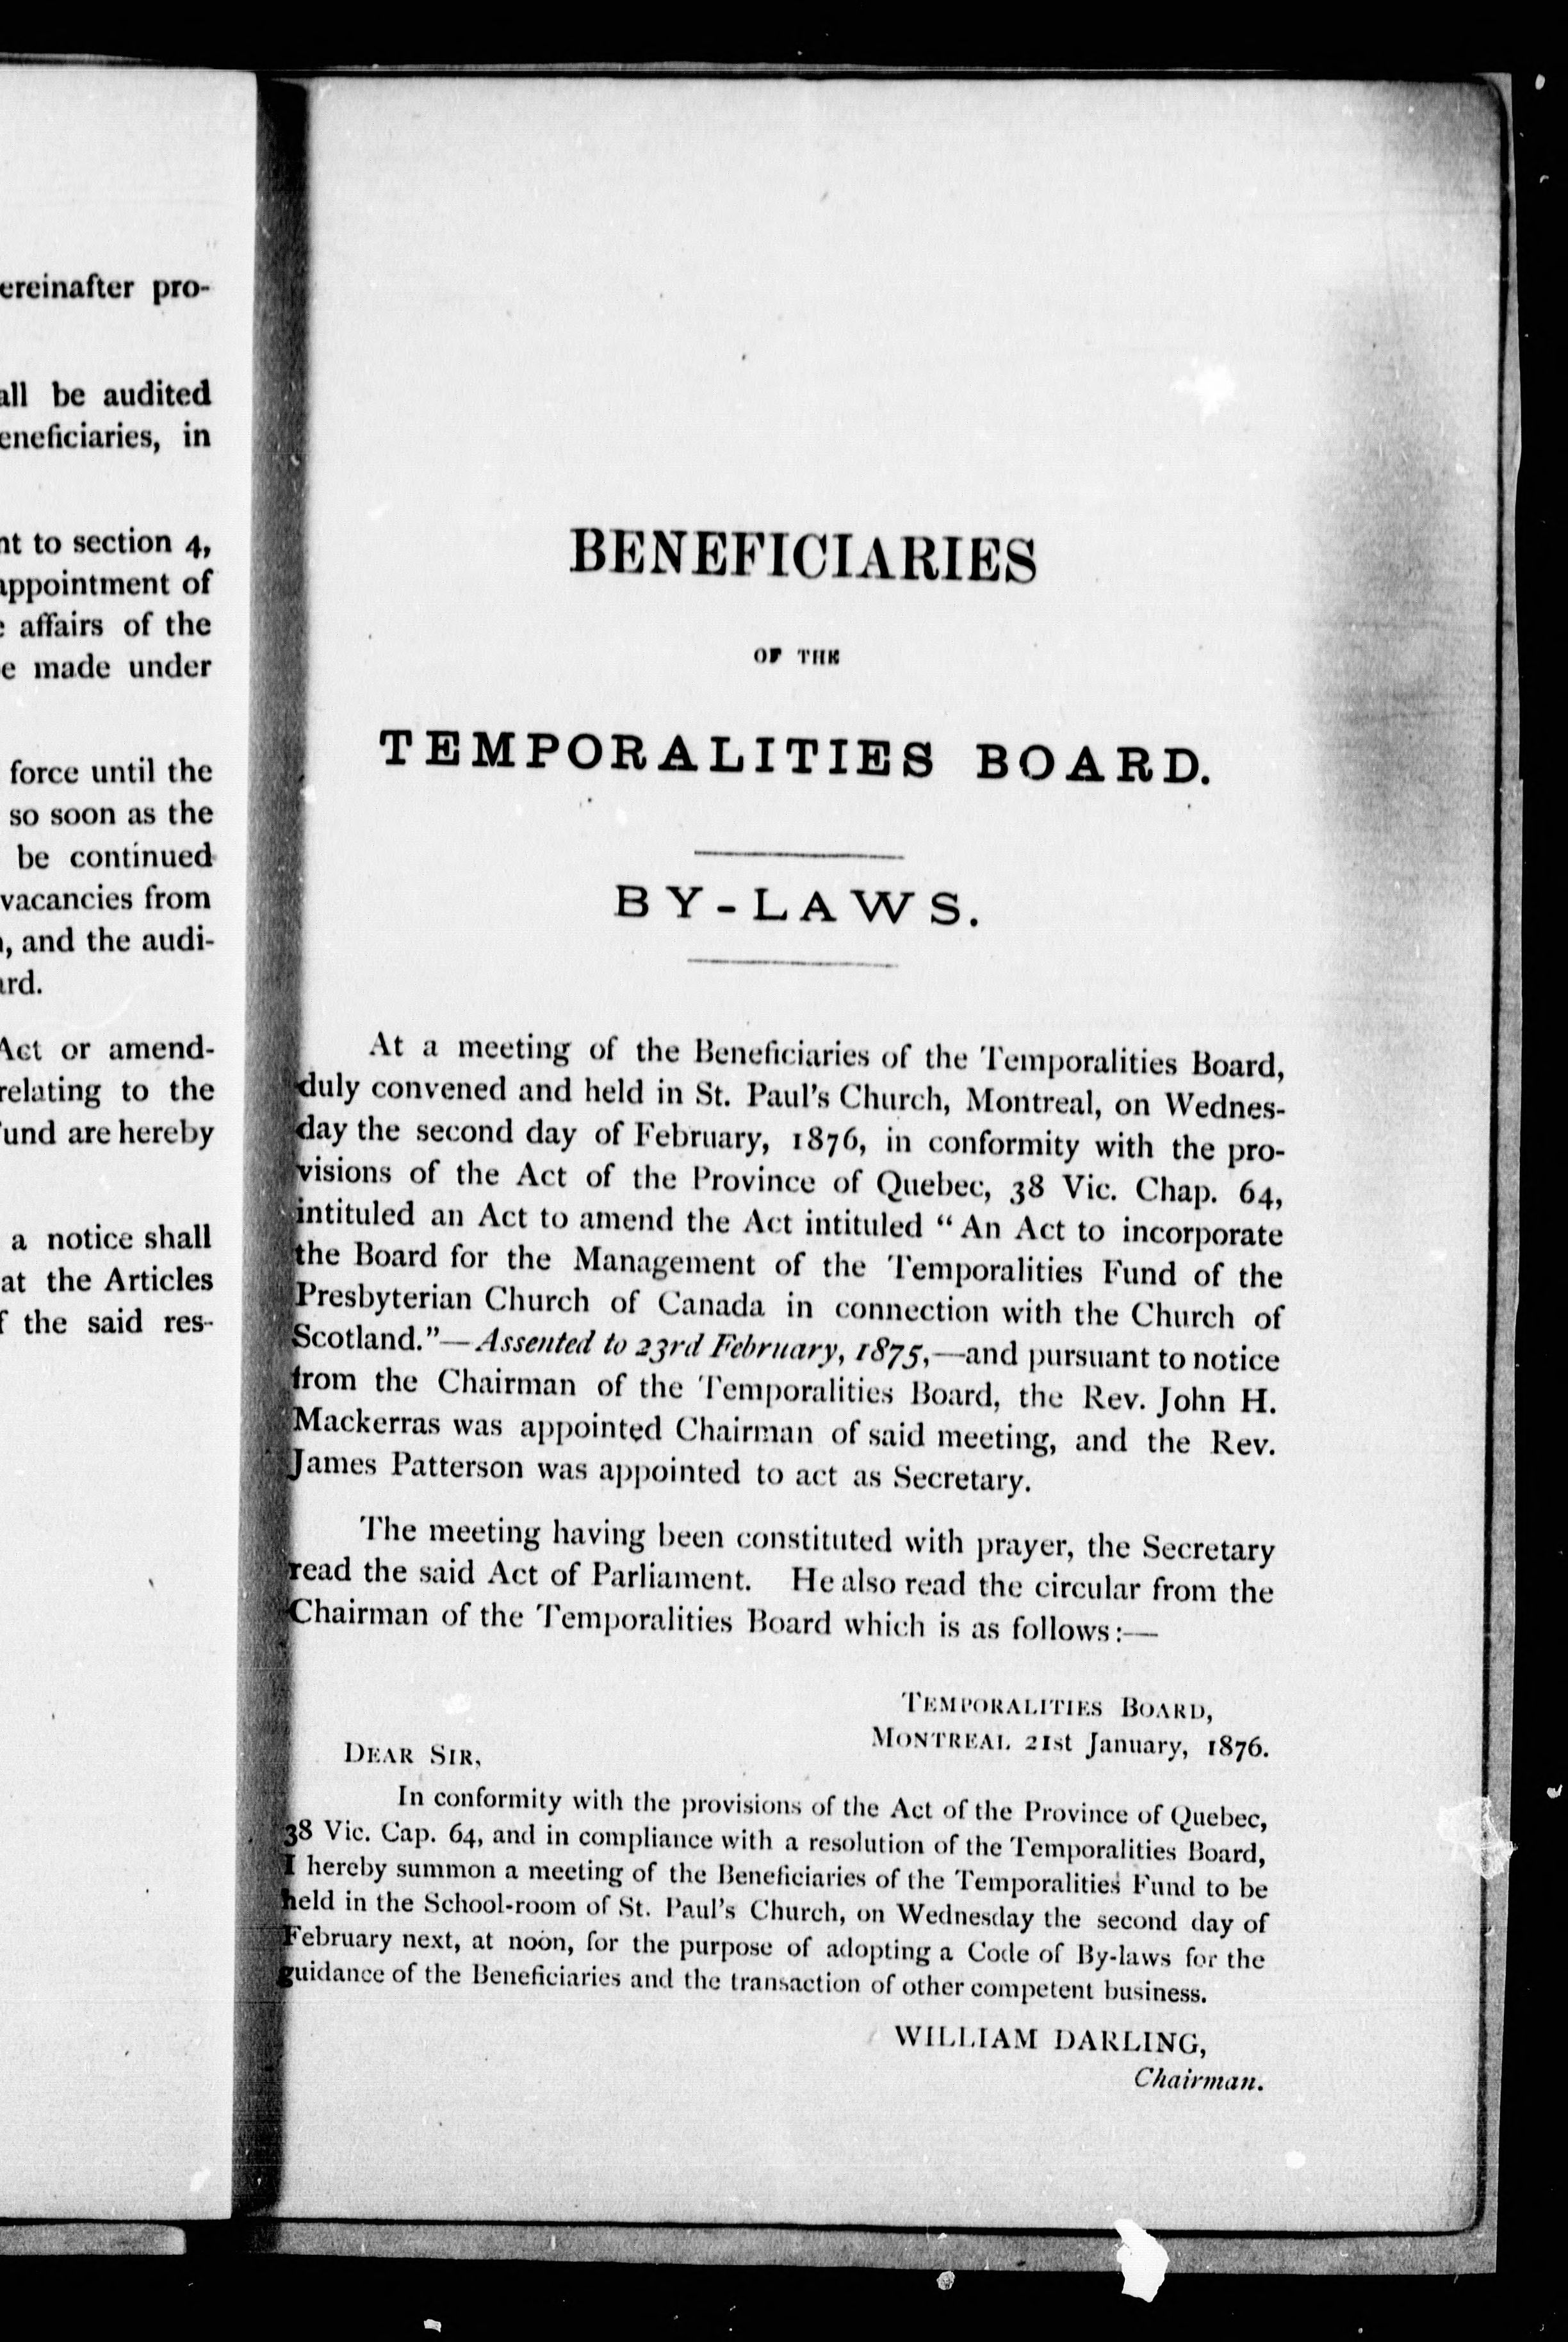 ereinafter pro-
all be audited
eneficiaries, in
nt to section 4,
appointment of
affairs of the
e made under
force until the
so soon as the
be continued
vacancies from
, and the audi-
ard.
Act or amend-
relating to the
Fund are hereby
a notice shall
at the Articles
f the said res-
BENEFICIARIES
OF THE
TEMPORALITIES BOARD.
BY-LAWS.
At a meeting of the Beneficiaries of the Temporalities Board,
duly convened and held in St. Paul's Church, Montreal, on Wednes-
day the second day of February, 1876, in conformity with the pro-
visions of the Act of the Province of Quebec, 38 Vic. Chap. 64,
intituled an Act to amend the Act intituled "An Act to incorporate
the Board for the Management of the Temporalities Fund of the
Presbyterian Church of Canada in connection with the Church of
Scotland."—Assented to 23rd February, 1875,—and pursuant to notice
from the Chairman of the Temporalities Board, the Rev. John H.
Mackerras was appointed Chairman of said meeting, and the Rev.
James Patterson was appointed to act as Secretary.
The meeting having been constituted with prayer, the Secretary
read the said Act of Parliament. He also read the circular from the
Chairman of the Temporalities Board which is as follows:—
TEMPORALITIES BOARD,
MONTREAL 21st January, 1876.
DEAR SIR,
In conformity with the provisions of the Act of the Province of Quebec,
38 Vic. Cap. 64, and in compliance with a resolution of the Temporalities Board,
I hereby summon a meeting of the Beneficiaries of the Temporalities Fund to be
held in the School-room of St. Paul's Church, on Wednesday the second day of
February next, at noon, for the purpose of adopting a Code of By-laws for the
guidance of the Beneficiaries and the transaction of other competent business.
WILLIAM DARLING,
Chairman.